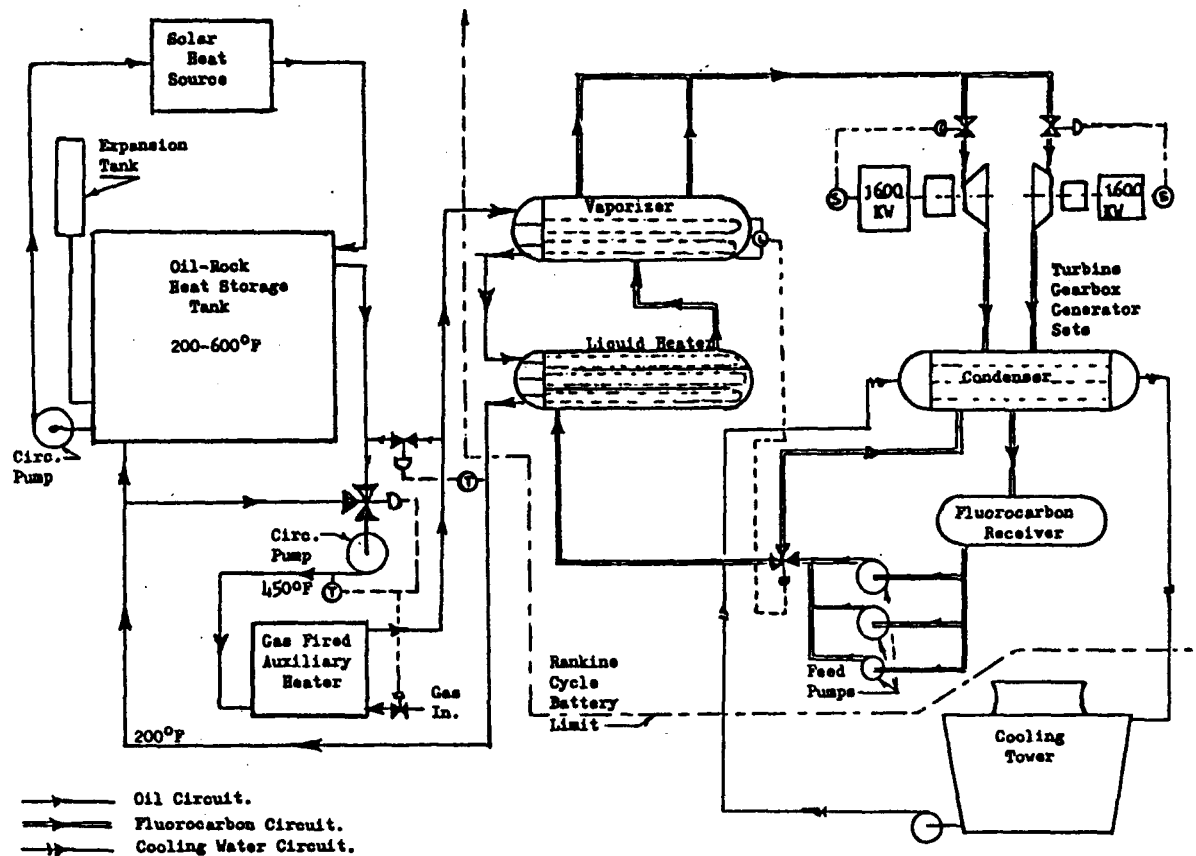 Solar
Heat
Source
Expansion
Tank
Oil-Rock
Heat Storage
Tank
200-600°F
Circ.
Pump
Circ.
Pump
450°F
T
T
Gas Fired
Auxiliary
Heater
Gas
In.
200°F
Vaporizer
L
Liquid Heater
S
1600
KW
1600
KW
S
Turbine
Gearbox
Generator
Sets
Condenser
Fluorocarbon
Receiver
Feed
Pumps
Rankine
Cycle
Battery
Limit
Cooling
Tower
Oil Circuit.
Fluorocarbon Circuit.
Cooling Water Circuit.